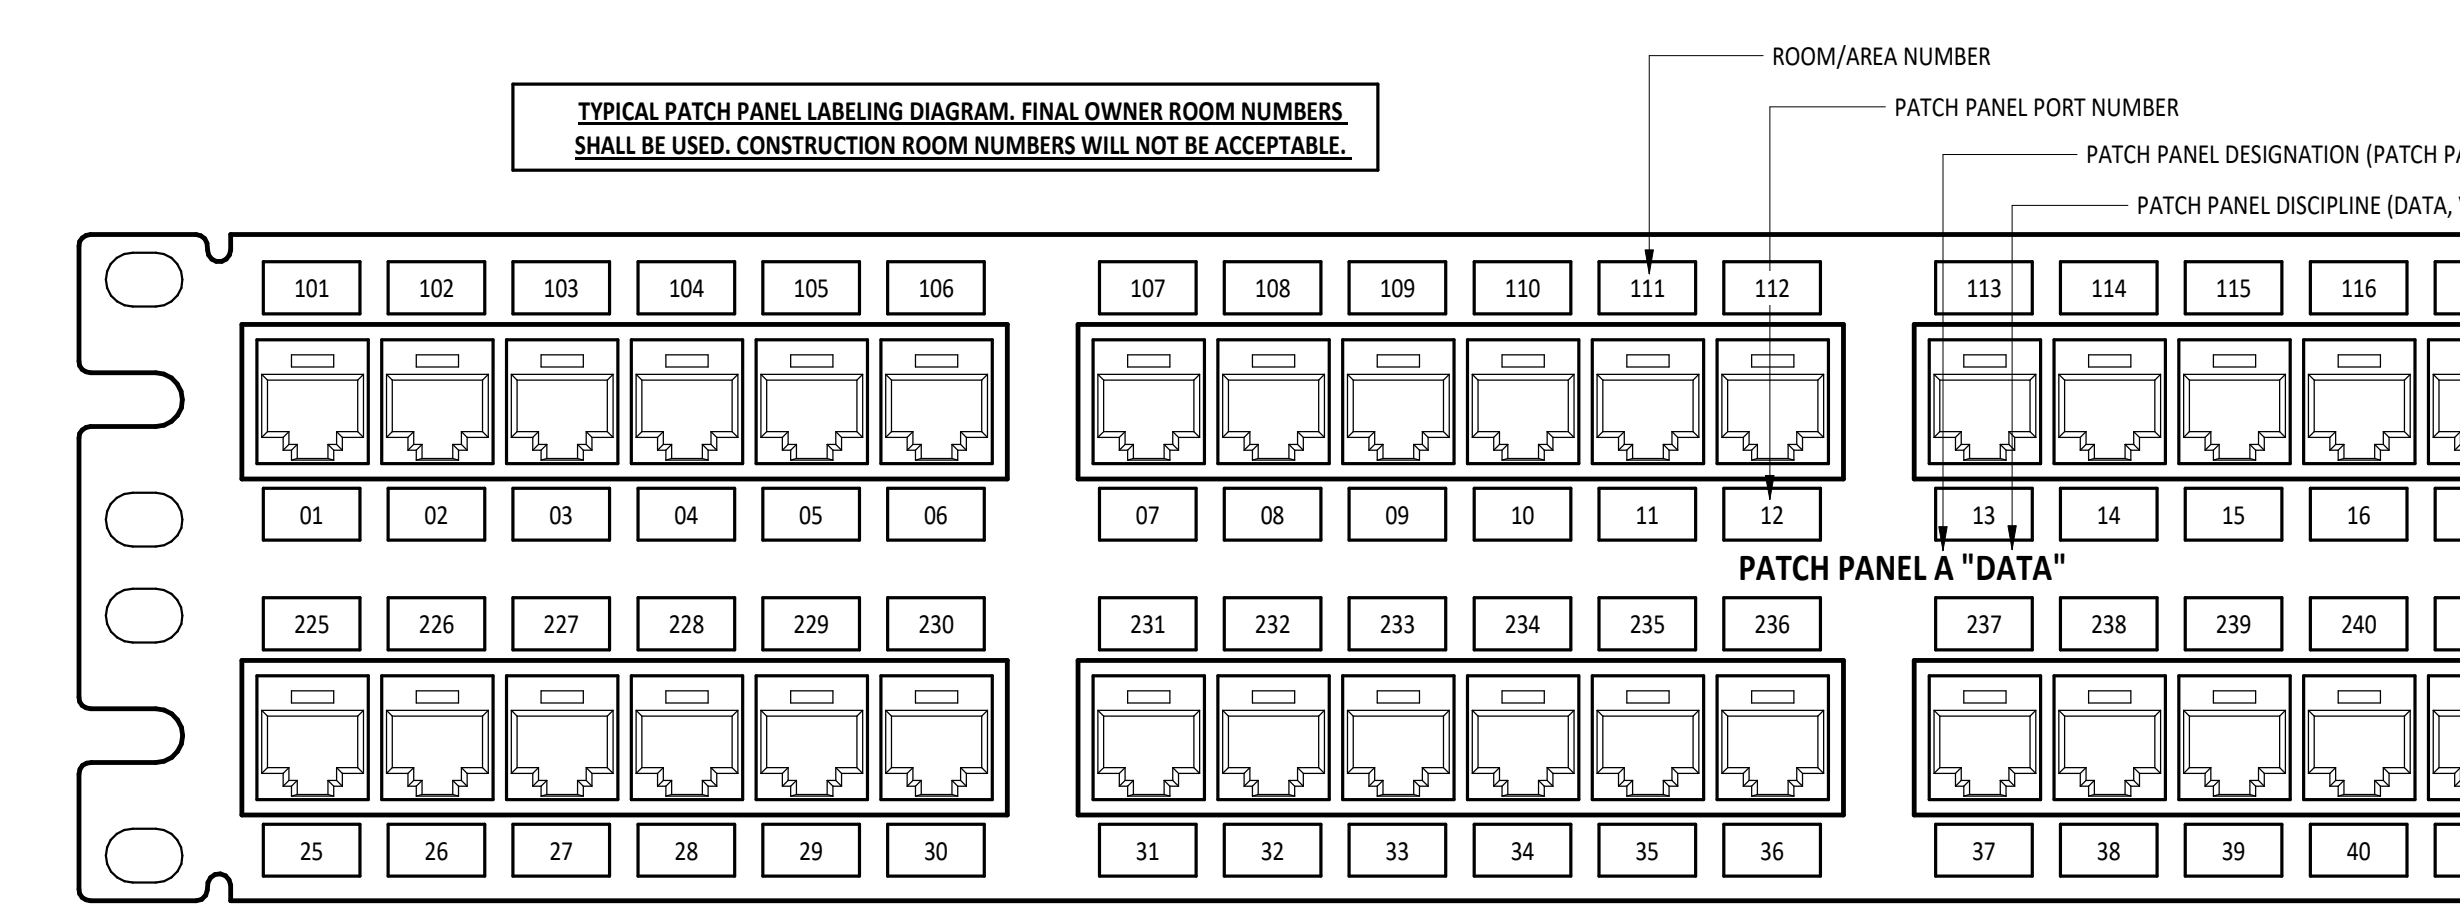 ROOM/AREA NUMBER
TYPICAL PATCH PANEL LABELING DIAGRAM. FINAL OWNER ROOM NUMBERS
SHALL BE USED. CONSTRUCTION ROOM NUMBERS WILL NOT BE ACCEPTABLE.
PATCH PANEL PORT NUMBER
PATCH PANEL DESIGNATION (PATCH
PATCH PANEL DISCIPLINE (DATA,
101 102 103 104 105 106 107 108 109 110 111 112 113 114 115 116
01 02 03 04 05 06 07 08 09 10 11 12 13 14 15 16
PATCH PANEL A "DATA"
225 226 227 228 229 230 231 232 233 234 235 236 237 238 239 240
25 26 27 28 29 30 31 32 33 34 35 36 37 38 39 40